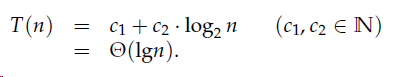 T(n) = c₁ + c₂ · log₂ n (c₁, c₂ ∈ ℕ)
= Θ(lgn).